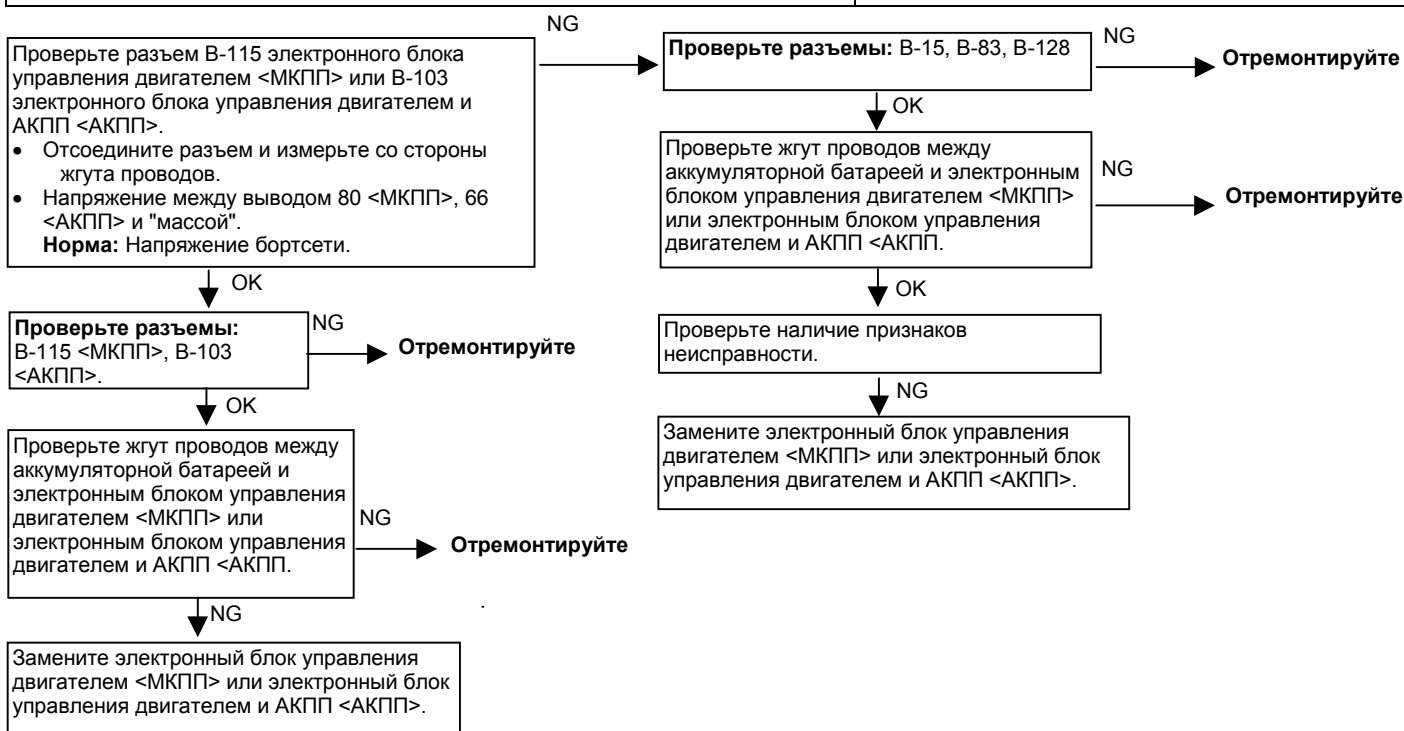 NG
Проверьте разъем В-115 электронного блока
управления двигателем <МКПП> или В-103
электронного блока управления двигателем и
АКПП <АКПП>.
• Отсоедините разъем и измерьте со стороны
жгута проводов.
• Напряжение между выводом 80 <МКПП>, 66
<АКПП> и "массой".
Норма: Напряжение бортсети.
OK
Проверьте разъемы:
В-115 <МКПП>, В-103
<АКПП>.
NG
Отремонтируйте
OK
Проверьте жгут проводов между
аккумуляторной батареей и
электронным блоком управления
двигателем <МКПП> или
электронным блоком управления
двигателем и АКПП <АКПП.
NG
Отремонтируйте
NG
Замените электронный блок управления
двигателем <МКПП> или электронный блок
управления двигателем и АКПП <АКПП>.
Проверьте разъемы: В-15, В-83, В-128
NG
Отремонтируйте
OK
Проверьте жгут проводов между
аккумуляторной батареей и электронным
блоком управления двигателем <МКПП>
или электронным блоком управления
двигателем и АКПП <АКПП.
NG
Отремонтируйте
OK
Проверьте наличие признаков
неисправности.
NG
Замените электронный блок управления
двигателем <МКПП> или электронный блок
управления двигателем и АКПП <АКПП>.